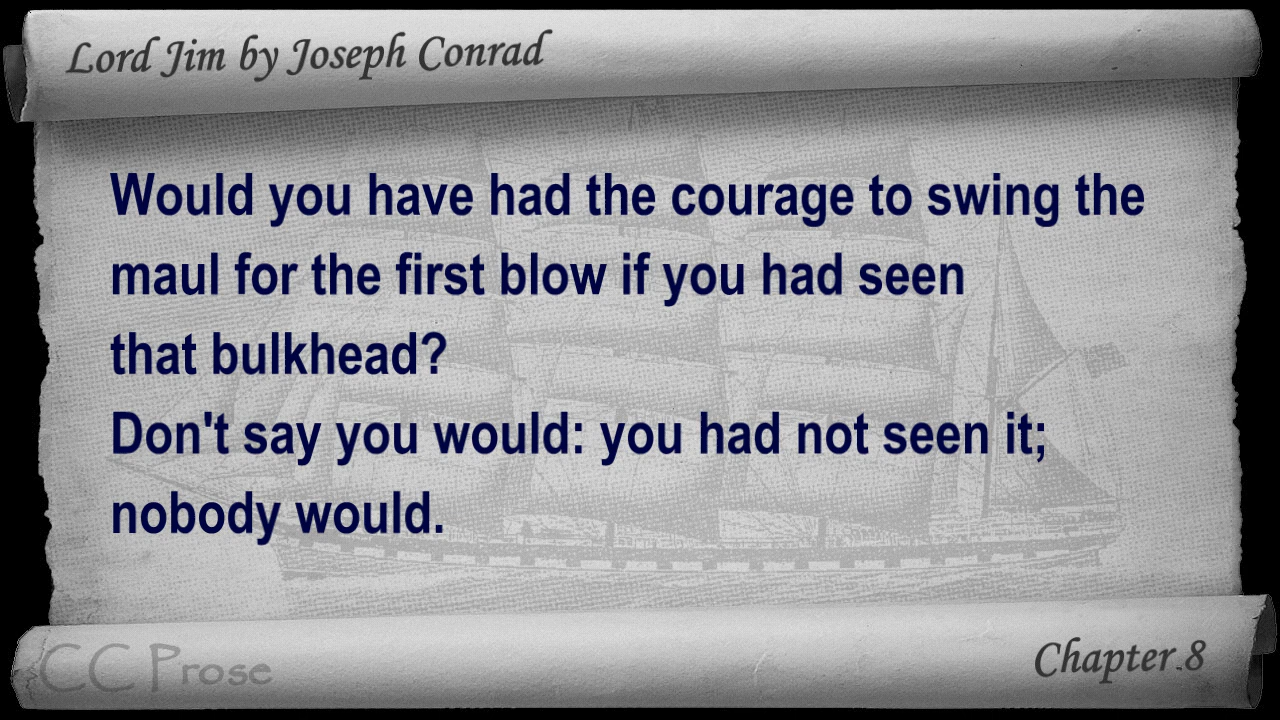 Lord Jim by Joseph Conrad
Would you have had the courage to swing the
maul for the first blow if you had seen
that bulkhead?
Don't say you would: you had not seen it;
nobody would.
CC Prose
Chapter 8